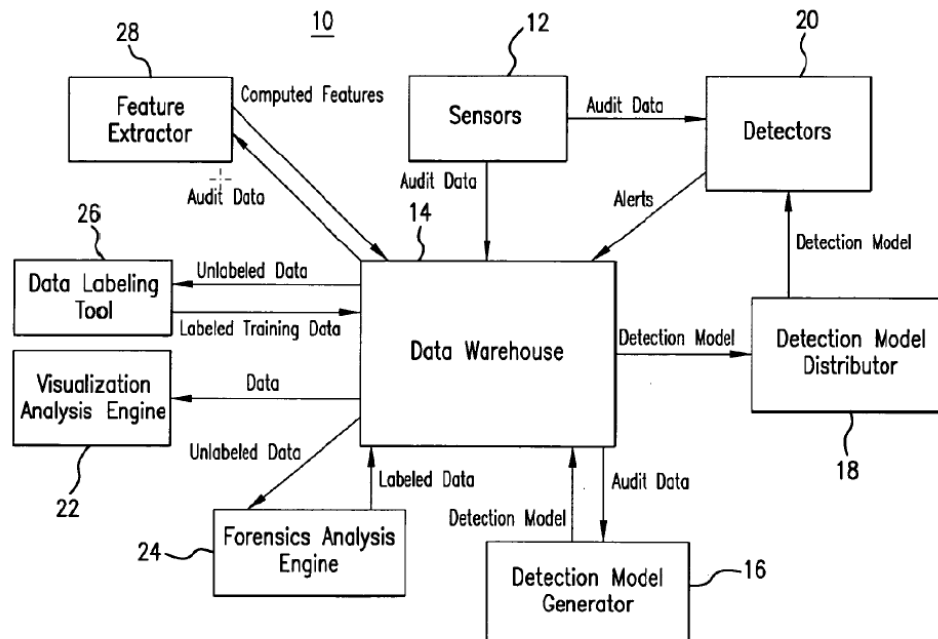 10
28
12
20
Feature
Extractor
Computed Features
Sensors
Audit Data
Detectors
Audit Data
Audit Data
Alerts
14
26
Detection Model
Unlabeled Data
Data Labeling
Tool
Labeled Training Data
Data Warehouse
Detection Model
Detection Model
Distributor
Visualization
Analysis Engine
Data
Unlabeled Data
Labeled Data
18
22
Audit Data
Detection Model
24
Forensics Analysis
Engine
Detection Model
Generator
16